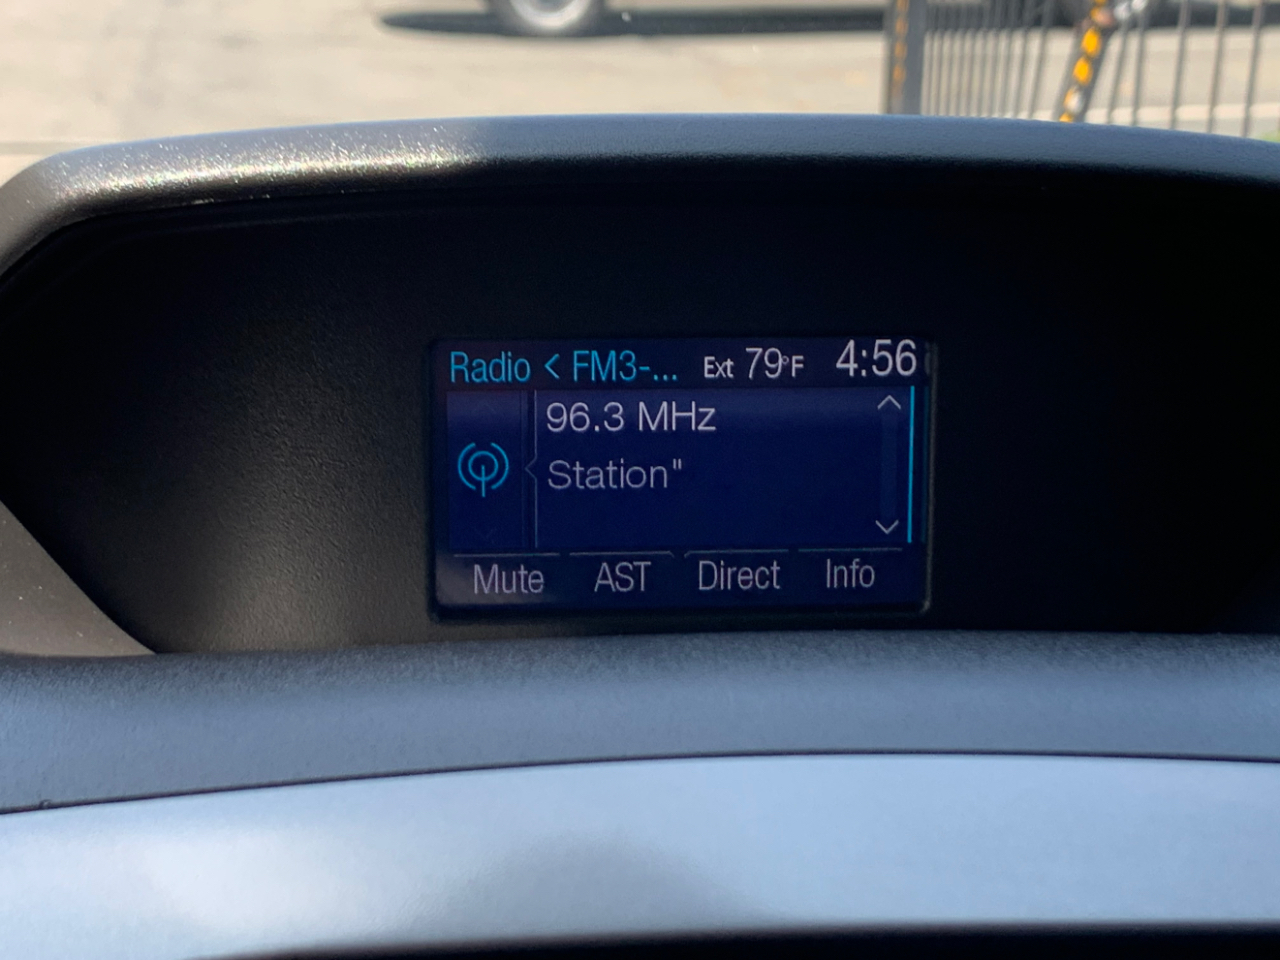 Radio < FM3-... Ext 79°F 4:56
96.3 MHz
Station"
Mute AST Direct Info